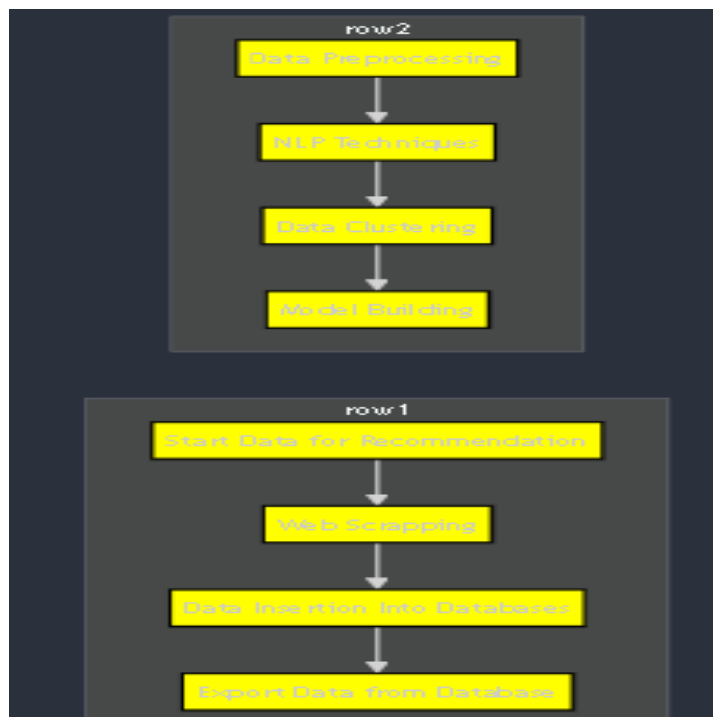 row2
Data Preprocessing
NLP Techniques
Data Clustering
Model Building
row1
Start Data for Recommendation
Web Scrapping
Data Insertion Into Databases
Export Data from Database